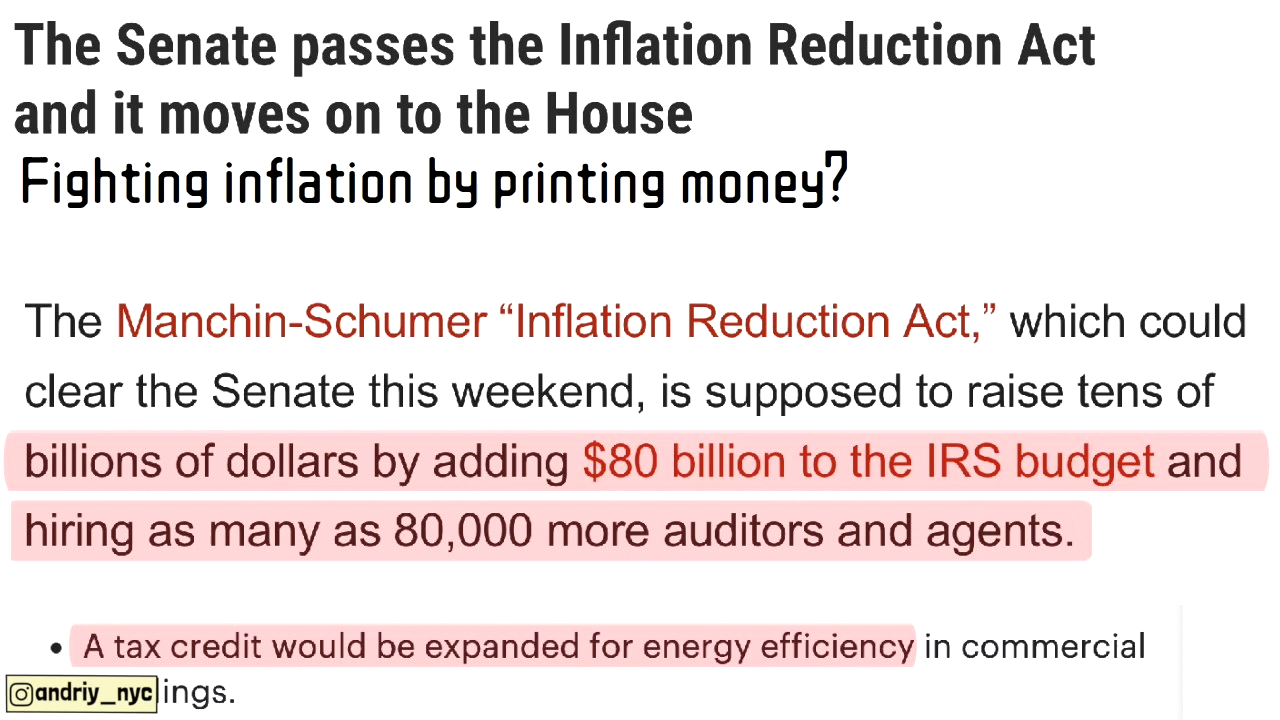 The Senate passes the Inflation Reduction Act
and it moves on to the House
Fighting inflation by printing money?
The Manchin-Schumer “Inflation Reduction Act,” which could
clear the Senate this weekend, is supposed to raise tens of
billions of dollars by adding $80 billion to the IRS budget and
hiring as many as 80,000 more auditors and agents.
• A tax credit would be expanded for energy efficiency in commercial
@andriy_nyc ings.